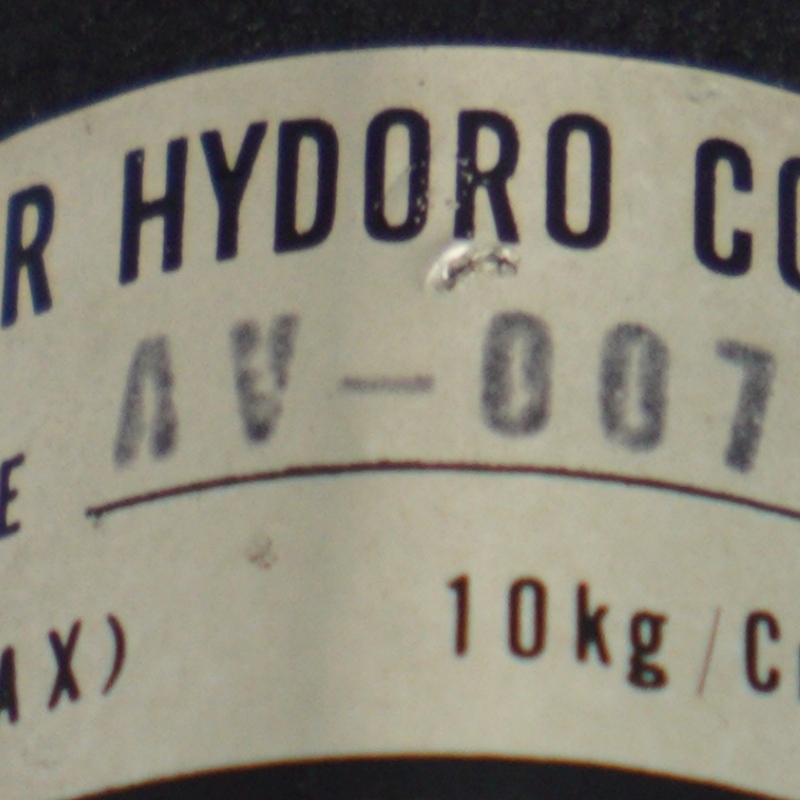 R HYDORO CO
E AV-007
AX) 10kg/C